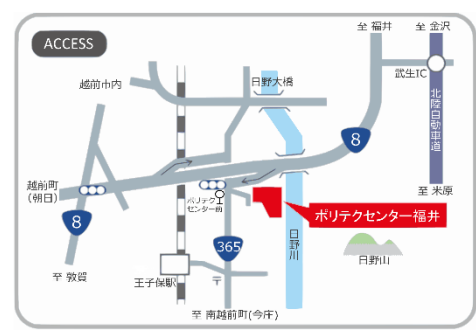 ACCESS
至 福井
至 金沢
越前市内
日野大橋
武生IC
北陸自動車道
8
越前町
(朝日)
ポリテク
センター前
至 米原
ポリテクセンター福井
8
365
日野川
日野山
至 敦賀
王子保駅
〒
至 南越前町(今庄)